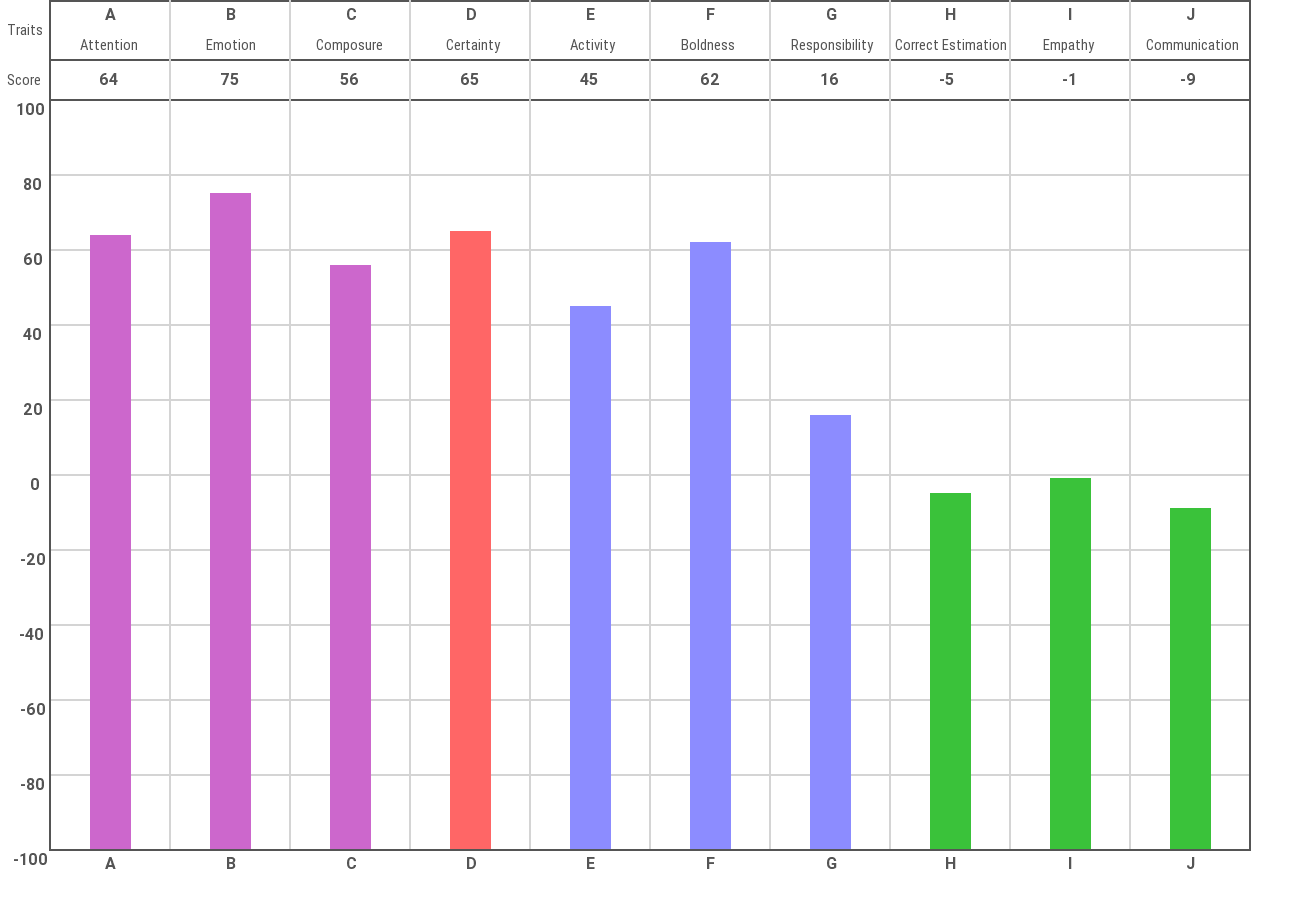 A B C D E F G H I J
Traits
Attention Emotion Composure Certainty Activity Boldness Responsibility Correct Estimation Empathy Communication
Score 64 75 56 65 45 62 16 -5 -1 -9
100
80
60
40
20
0
-20
-40
-60
-80
-100
A B C D E F G H I J